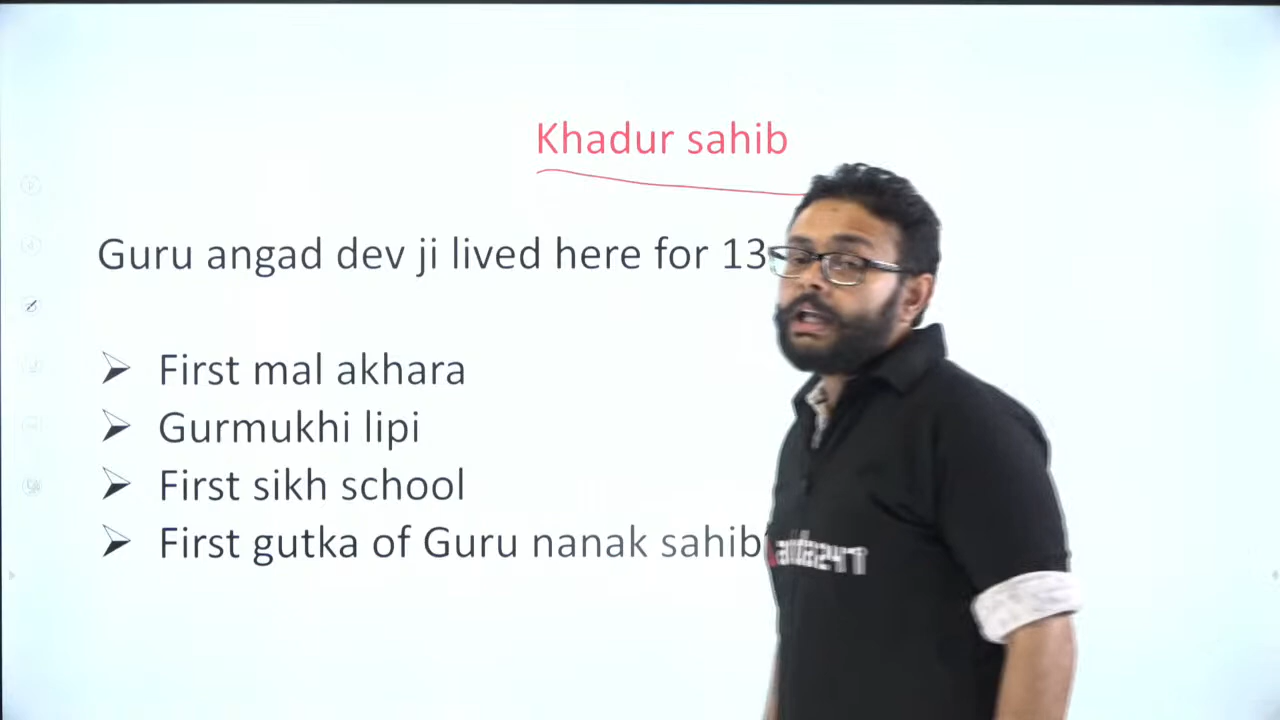 Khadur sahib
Guru angad dev ji lived here for 13
First mal akhara
Gurmukhi lipi
First sikh school
First gutka of Guru nanak sahib
adda247